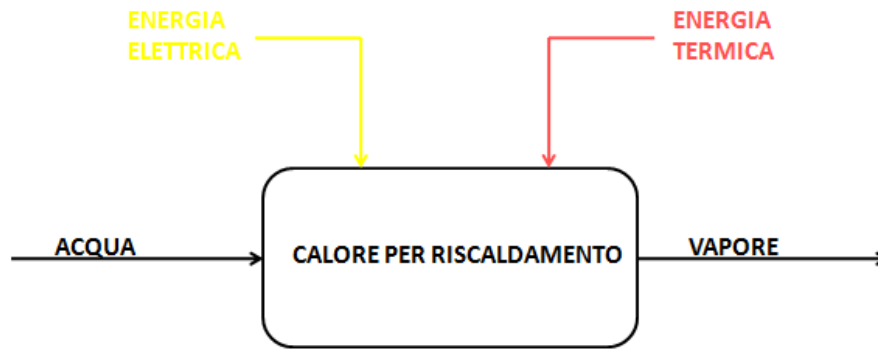 ENERGIA
ELETTRICA
ENERGIA
TERMICA
ACQUA
CALORE PER RISCALDAMENTO
VAPORE